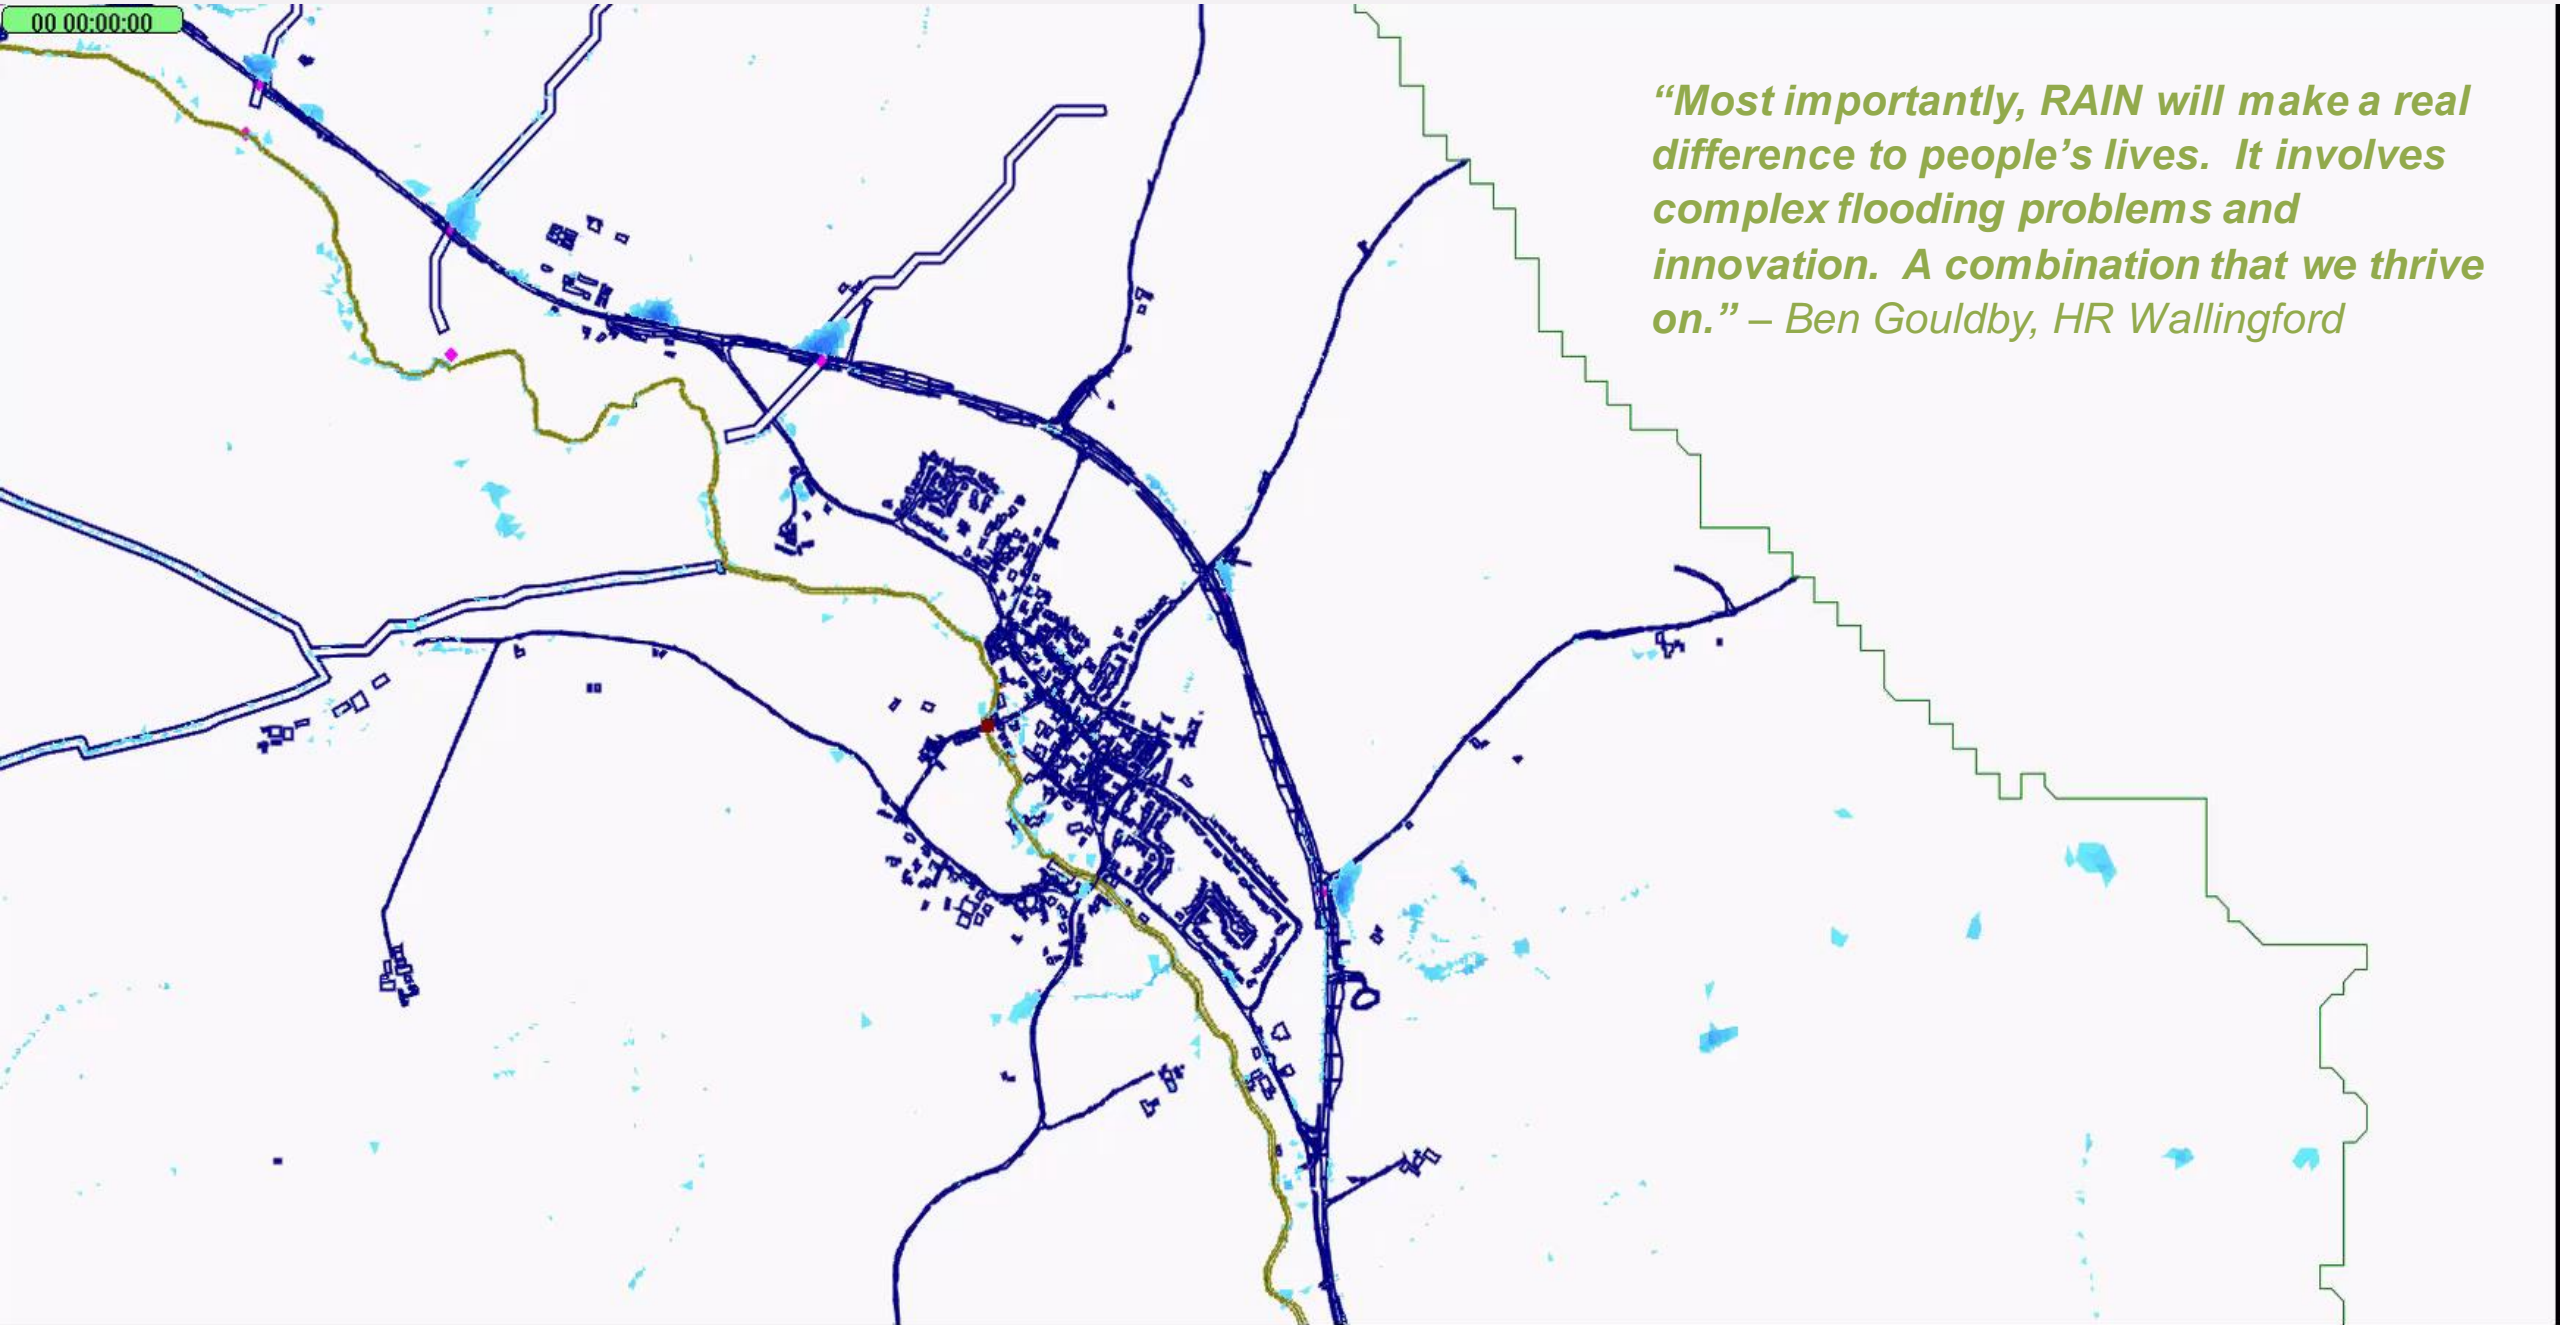 00 00:00:00
“Most importantly, RAIN will make a real
difference to people’s lives.  It involves
complex flooding problems and
innovation.  A combination that we thrive
on.” – Ben Gouldby, HR Wallingford